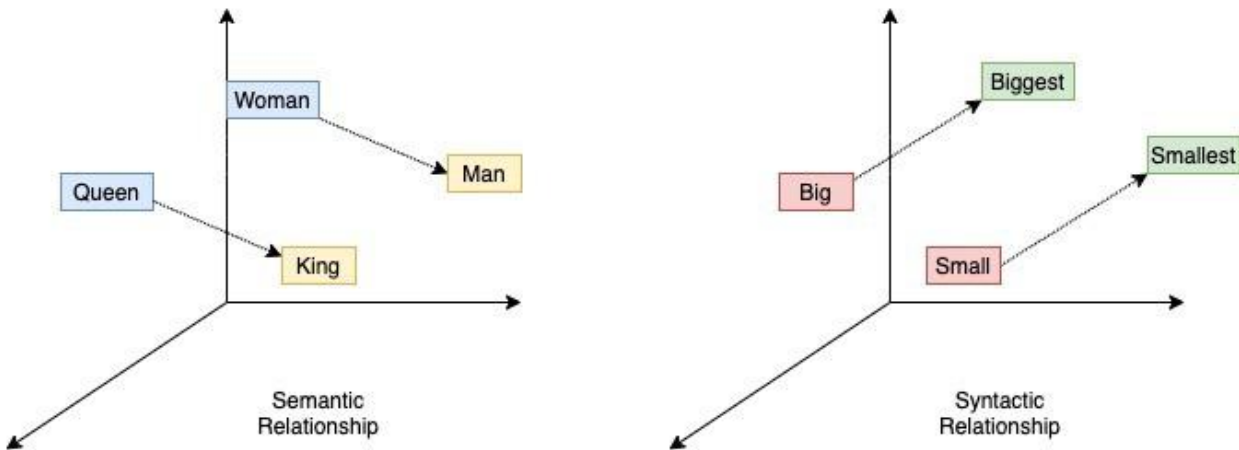 Woman
Man
Queen
King
Semantic
Relationship
Biggest
Smallest
Big
Small
Syntactic
Relationship